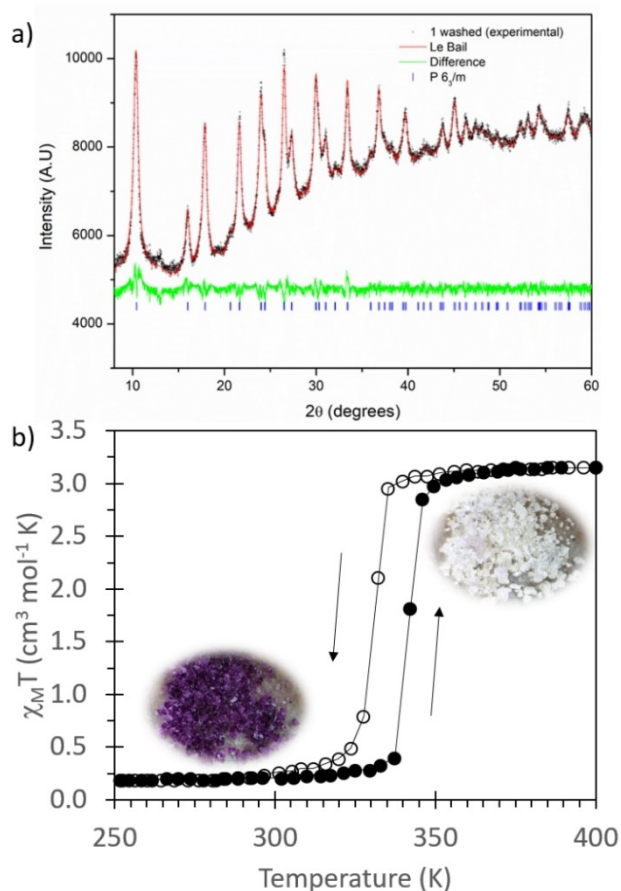 a)
1 washed (experimental)
Le Bail
Difference
P 6₃/m
10000
8000
6000
4000
Intensity (A.U)
10 20 30 40 50 60
2θ (degrees)
b)
3.5
3.0
2.5
2.0
1.5
1.0
0.5
0.0
χMT (cm³ mol⁻¹ K)
250 300 350 400
Temperature (K)